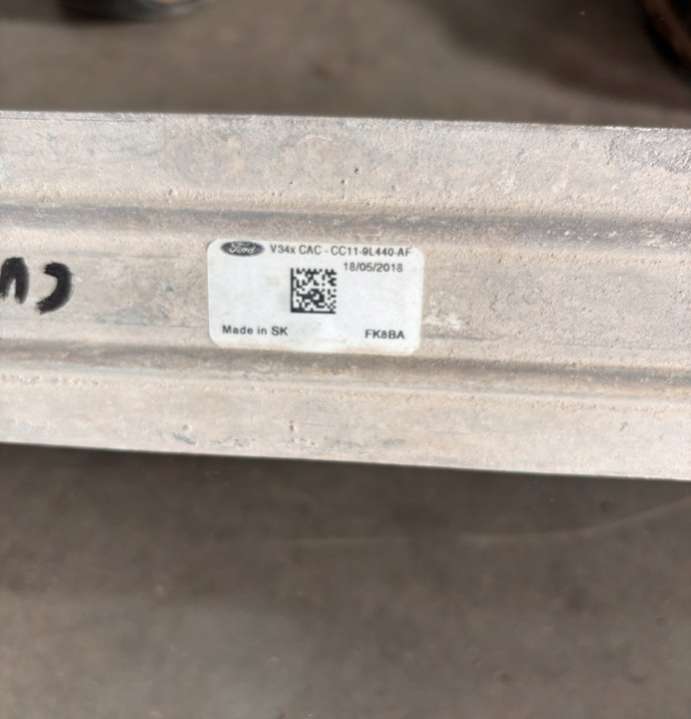 Ford V34x CAC - CC11-9L440-AF
18/05/2018
Made in SK FK8BA